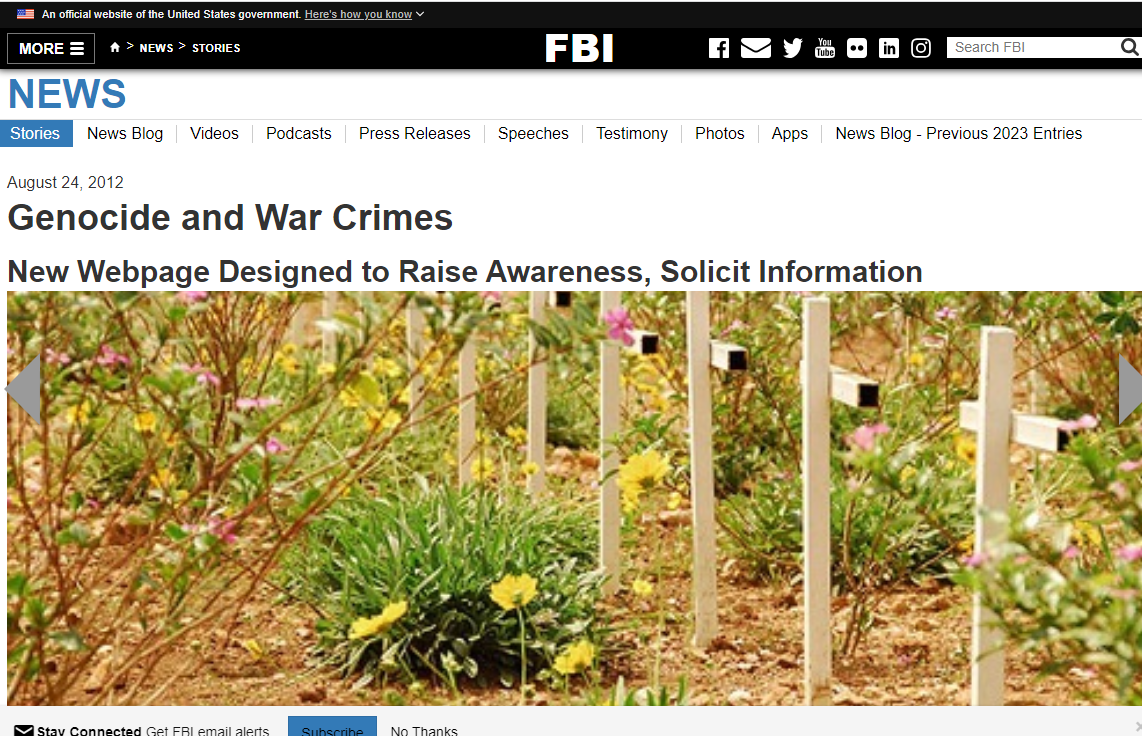 An official website of the United States government. Here's how you know
MORE
> NEWS > STORIES
FBI
You
Tube
in
Search FBI
NEWS
Stories
News Blog
Videos
Podcasts
Press Releases
Speeches
Testimony
Photos
Apps
News Blog - Previous 2023 Entries
August 24, 2012
Genocide and War Crimes
New Webpage Designed to Raise Awareness, Solicit Information
Stay Connected Get FBI email alerts
Subscribe
No Thanks